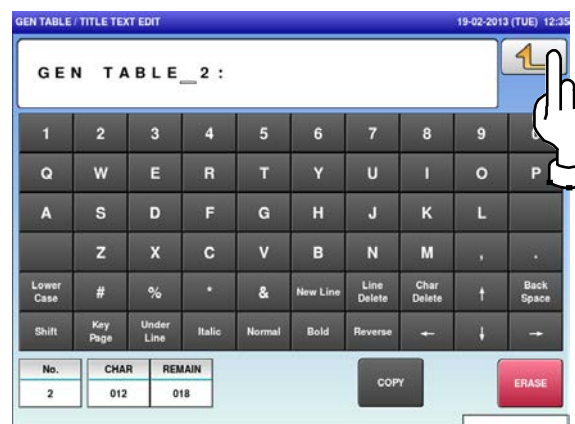 GEN TABLE / TITLE TEXT EDIT 19-02-2013 (TUE) 12:35
GEN TABLE_2:
1 2 3 4 5 6 7 8 9
Q W E R T Y U I O P
A S D F G H J K L
Z X C V B N M , .
Lower Case # % * & New Line Line Delete Char Delete ↑ Back Space
Shift Key Page Under Line Italic Normal Bold Reverse ← ↓ →
No. CHAR REMAIN
2 012 018
COPY ERASE